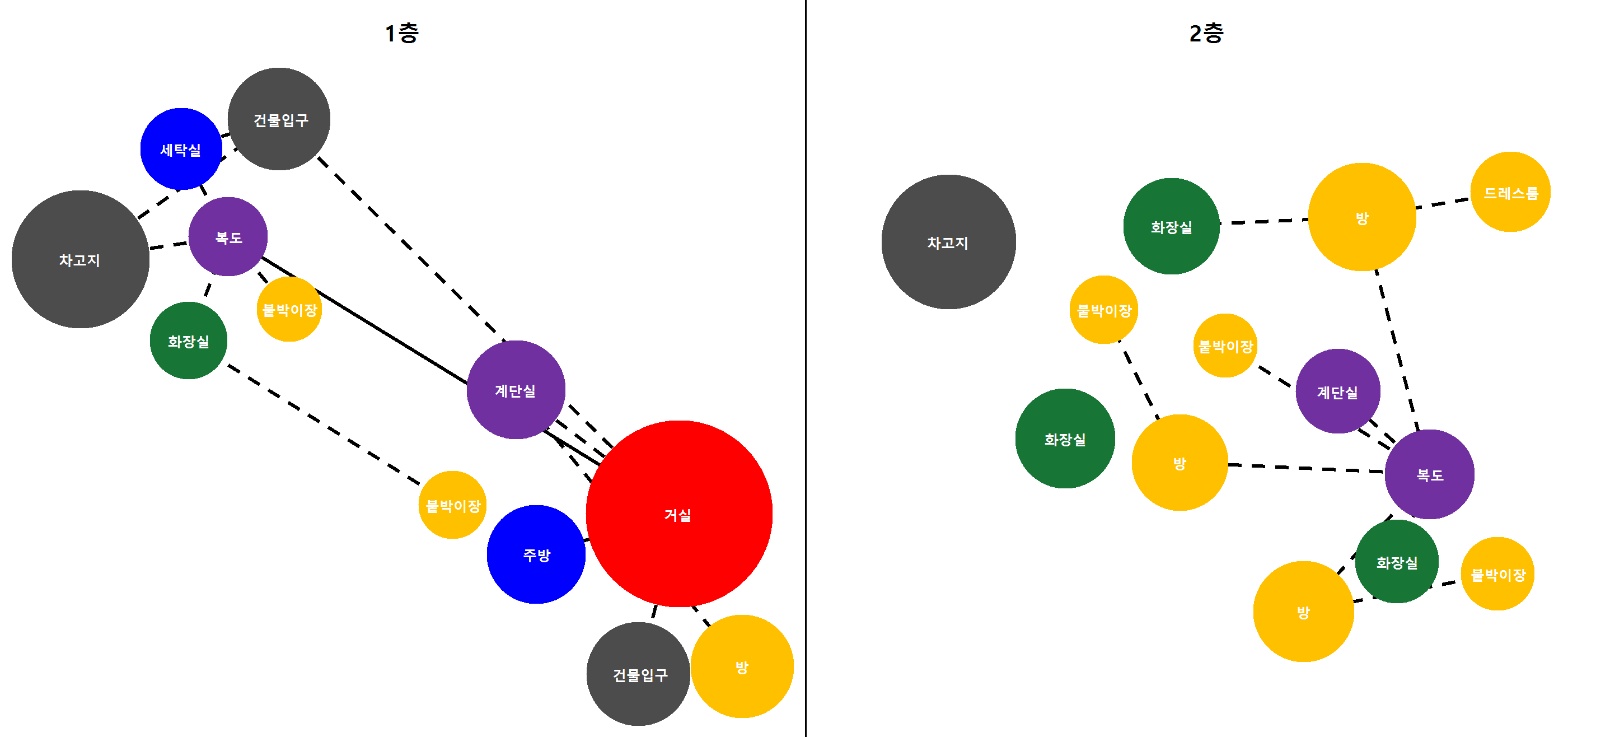 1층
건물입구
세탁실
복도
차고지
붙박이장
화장실
계단실
붙박이장
거실
주방
건물입구
방
2층
드레스룸
방
화장실
차고지
붙박이장
붙박이장
계단실
화장실
방
복도
화장실
붙박이장
방